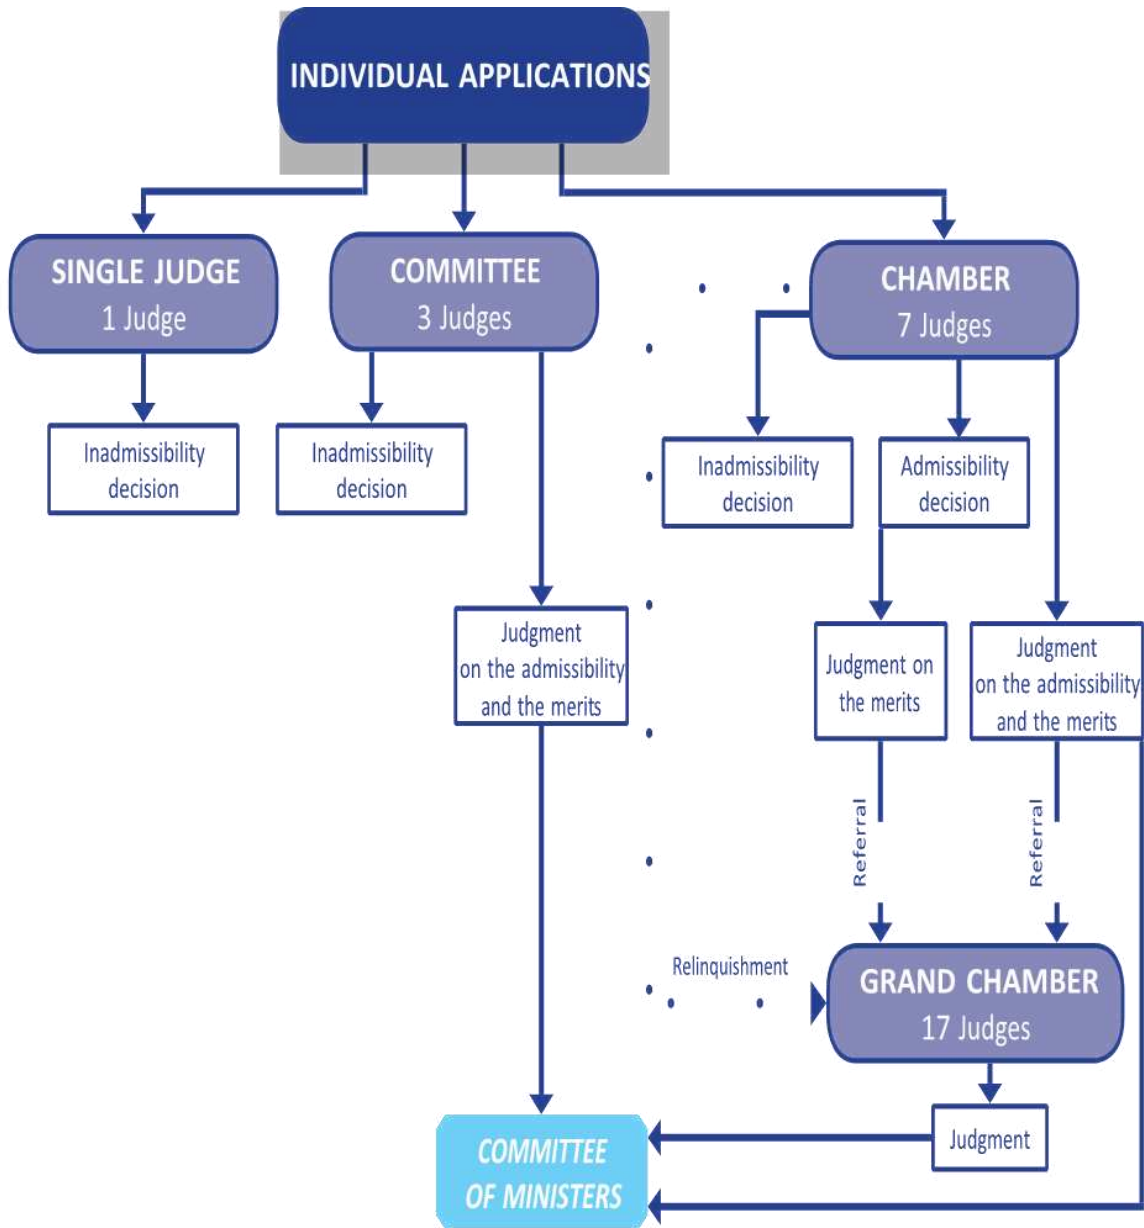 INDIVIDUAL APPLICATIONS
SINGLE JUDGE
1 Judge
COMMITTEE
3 Judges
CHAMBER
7 Judges
Inadmissibility
decision
Inadmissibility
decision
Inadmissibility
decision
Admissibility
decision
Judgment
on the admissibility
and the merits
Judgment on
the merits
Judgment
on the admissibility
and the merits
Referral
Referral
Relinquishment
GRAND CHAMBER
17 Judges
Judgment
COMMITTEE
OF MINISTERS